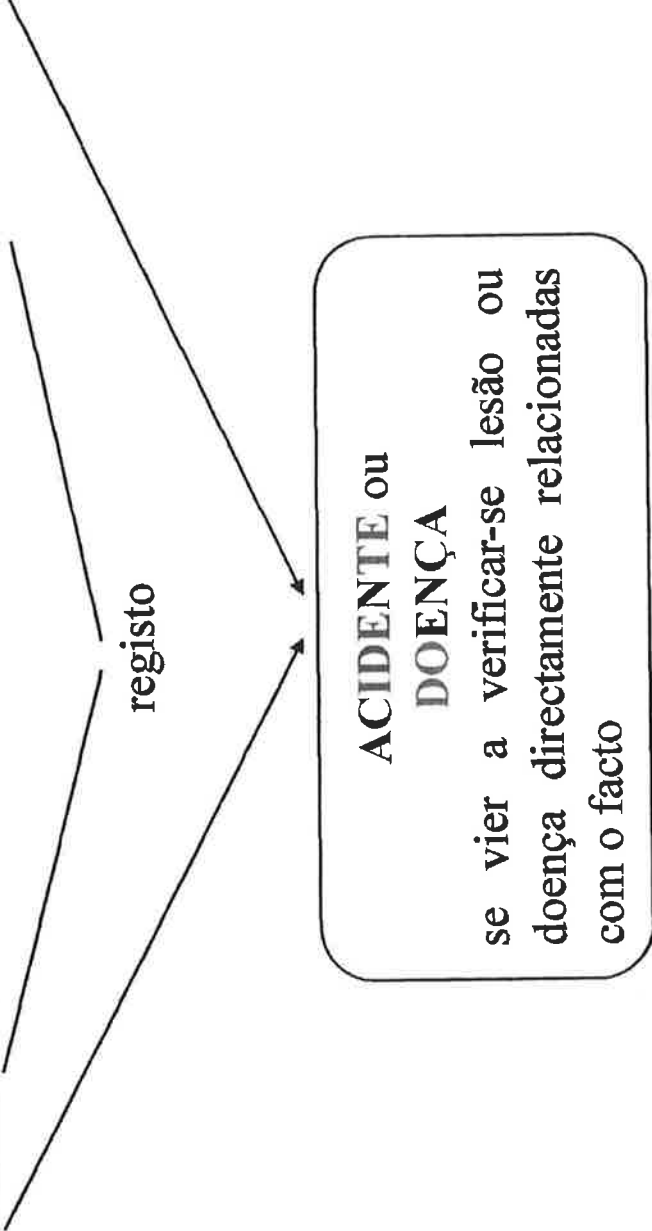 registo
ACIDENTE ou
DOENÇA
se vier a verificar-se lesão ou
doença directamente relacionadas
com o facto